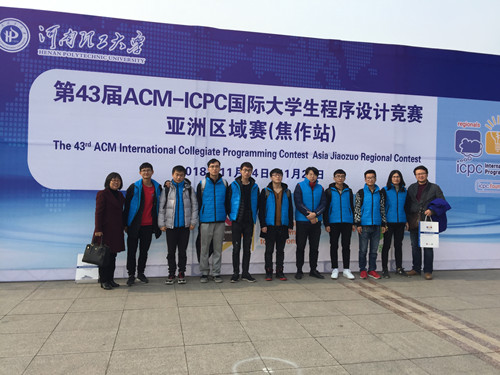 河南理工大学
HENAN POLYTECHNIC UNIVERSITY
第43届ACM-ICPC国际大学生程序设计竞赛
亚洲区域赛(焦作站)
The 43rd ACM International Collegiate Programming Contest Asia Jiaozuo Regional Contest
regionals
icpc